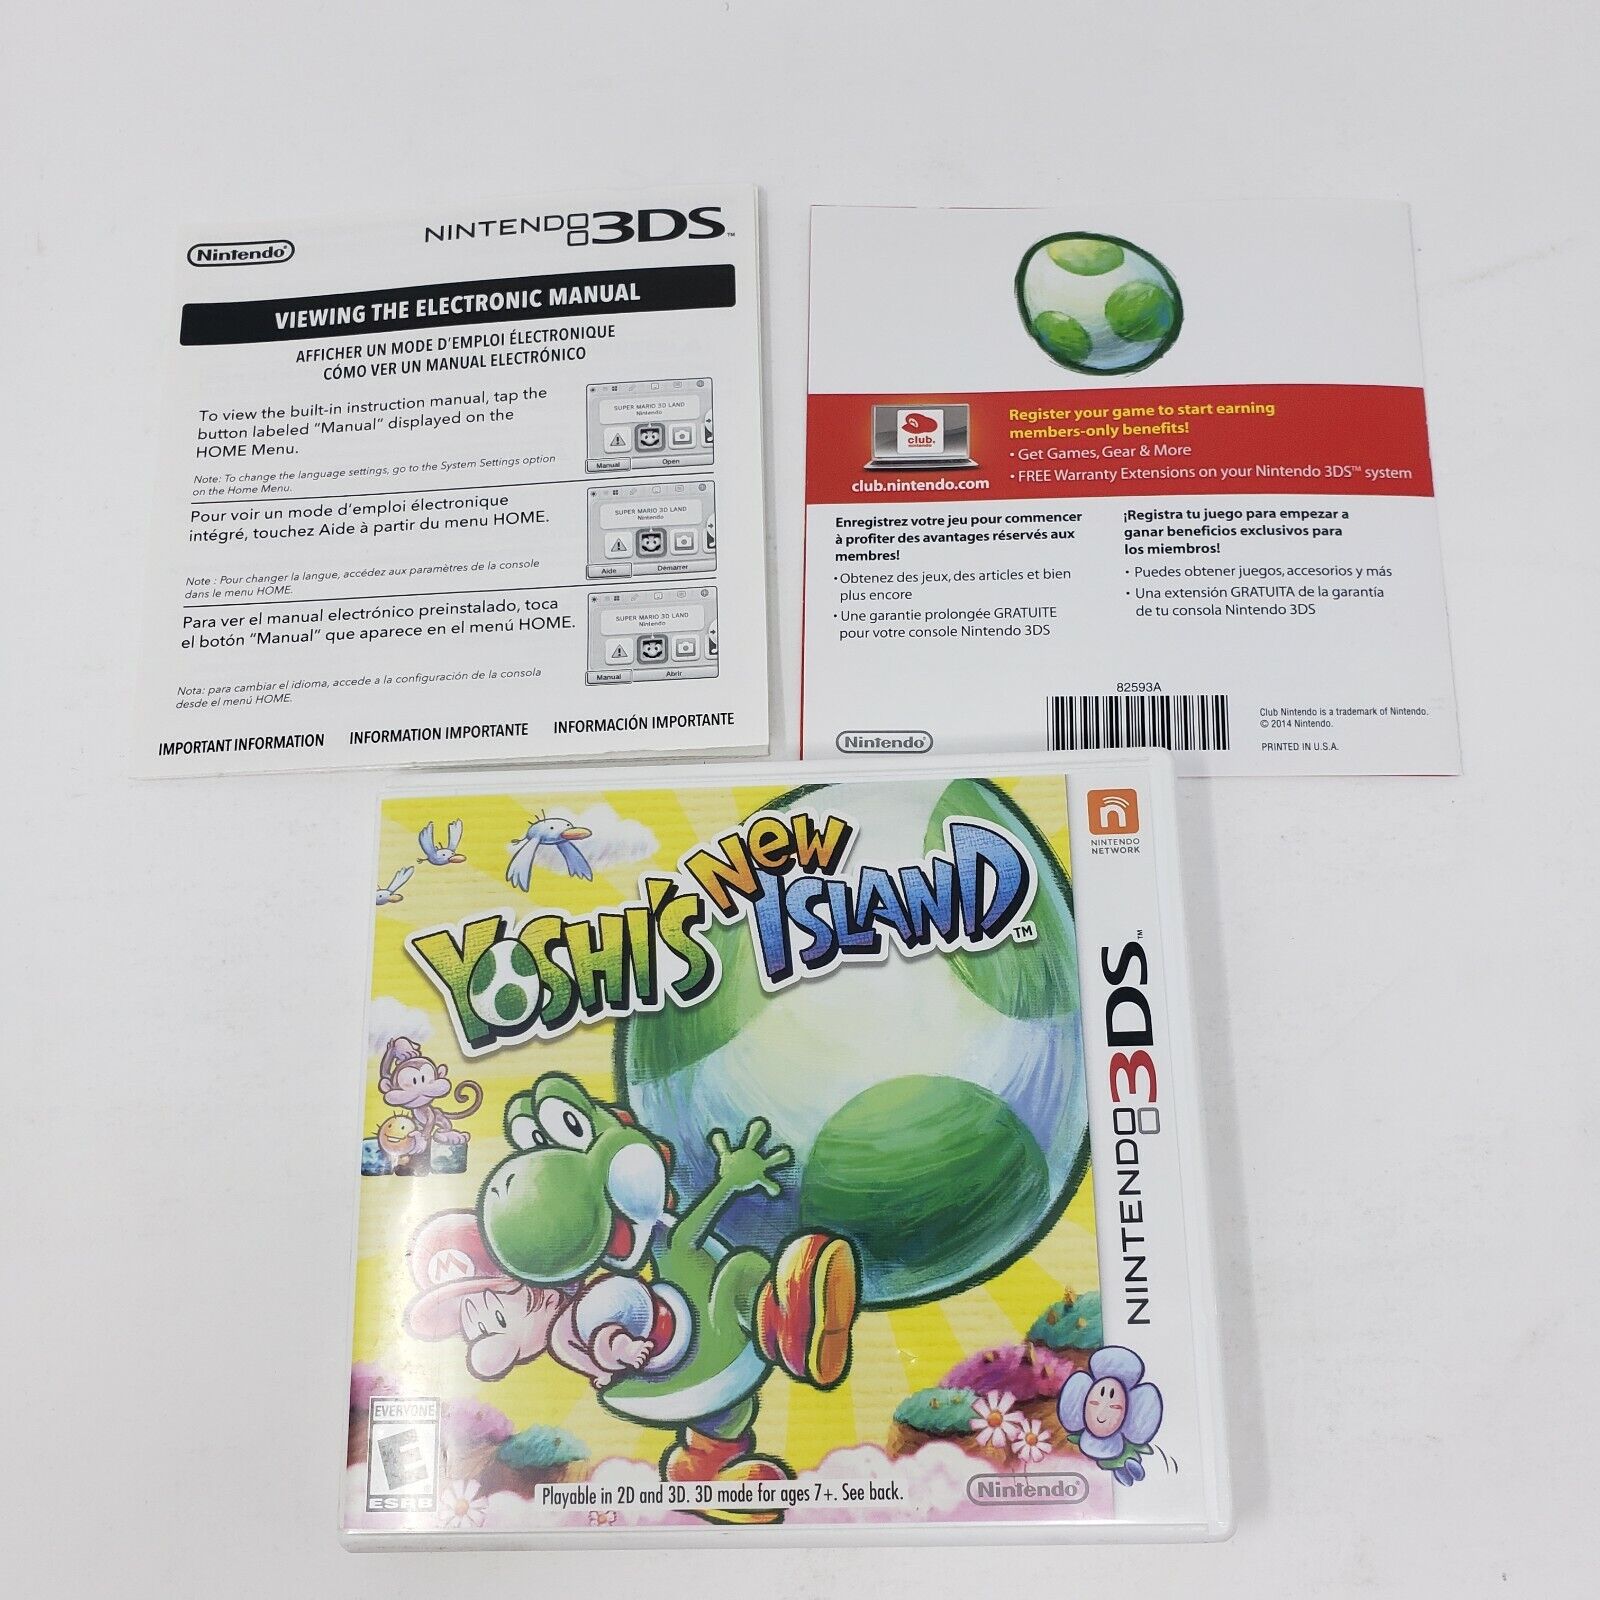 Nintendo®
NINTENDO 3DS™
VIEWING THE ELECTRONIC MANUAL
AFFICHER UN MODE D'EMPLOI ÉLECTRONIQUE
CÓMO VER UN MANUAL ELECTRÓNICO
To view the built-in instruction manual, tap the
button labeled “Manual” displayed on the
HOME Menu.
Note: To change the language settings, go to the System Settings option
on the Home Menu.
SUPER MARIO 3D LAND
Nintendo
Manual
Open
Pour voir un mode d'emploi électronique
intégré, touchez Aide à partir du menu HOME.
Note : Pour changer la langue, accédez aux paramètres de la console
dans le menu HOME.
SUPER MARIO 3D LAND
Nintendo
Aide
Démarrer
Para ver el manual electrónico preinstalado, toca
el botón “Manual” que aparece en el menú HOME.
Nota: para cambiar el idioma, accede a la configuración de la consola
desde el menú HOME.
SUPER MARIO 3D LAND
Nintendo
Manual
Abrir
IMPORTANT INFORMATION
INFORMATION IMPORTANTE
INFORMACIÓN IMPORTANTE
club.
nintendo
club.nintendo.com
Register your game to start earning
members-only benefits!
• Get Games, Gear & More
• FREE Warranty Extensions on your Nintendo 3DS™ system
Enregistrez votre jeu pour commencer
à profiter des avantages réservés aux
membres!
• Obtenez des jeux, des articles et bien
plus encore
• Une garantie prolongée GRATUITE
pour votre console Nintendo 3DS
¡Registra tu juego para empezar a
ganar beneficios exclusivos para
los miembros!
• Puedes obtener juegos, accesorios y más
• Una extensión GRATUITA de la garantía
de tu consola Nintendo 3DS
82593A
Nintendo®
Club Nintendo is a trademark of Nintendo.
© 2014 Nintendo.
PRINTED IN U.S.A.
YOSHI'S NEW ISLAND™
n
NINTENDO
NETWORK
NINTENDO 3DS™
M
EVERYONE
E
ESRB
Playable in 2D and 3D. 3D mode for ages 7+. See back.
Nintendo®